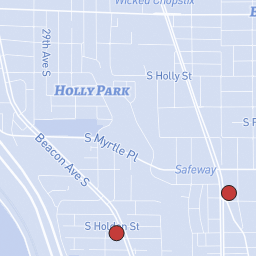 Wicked Chopstix
29th Ave S
S Holly St
HOLLY PARK
S Myrtle Pl
Beacon Ave S
Safeway
S Holden St